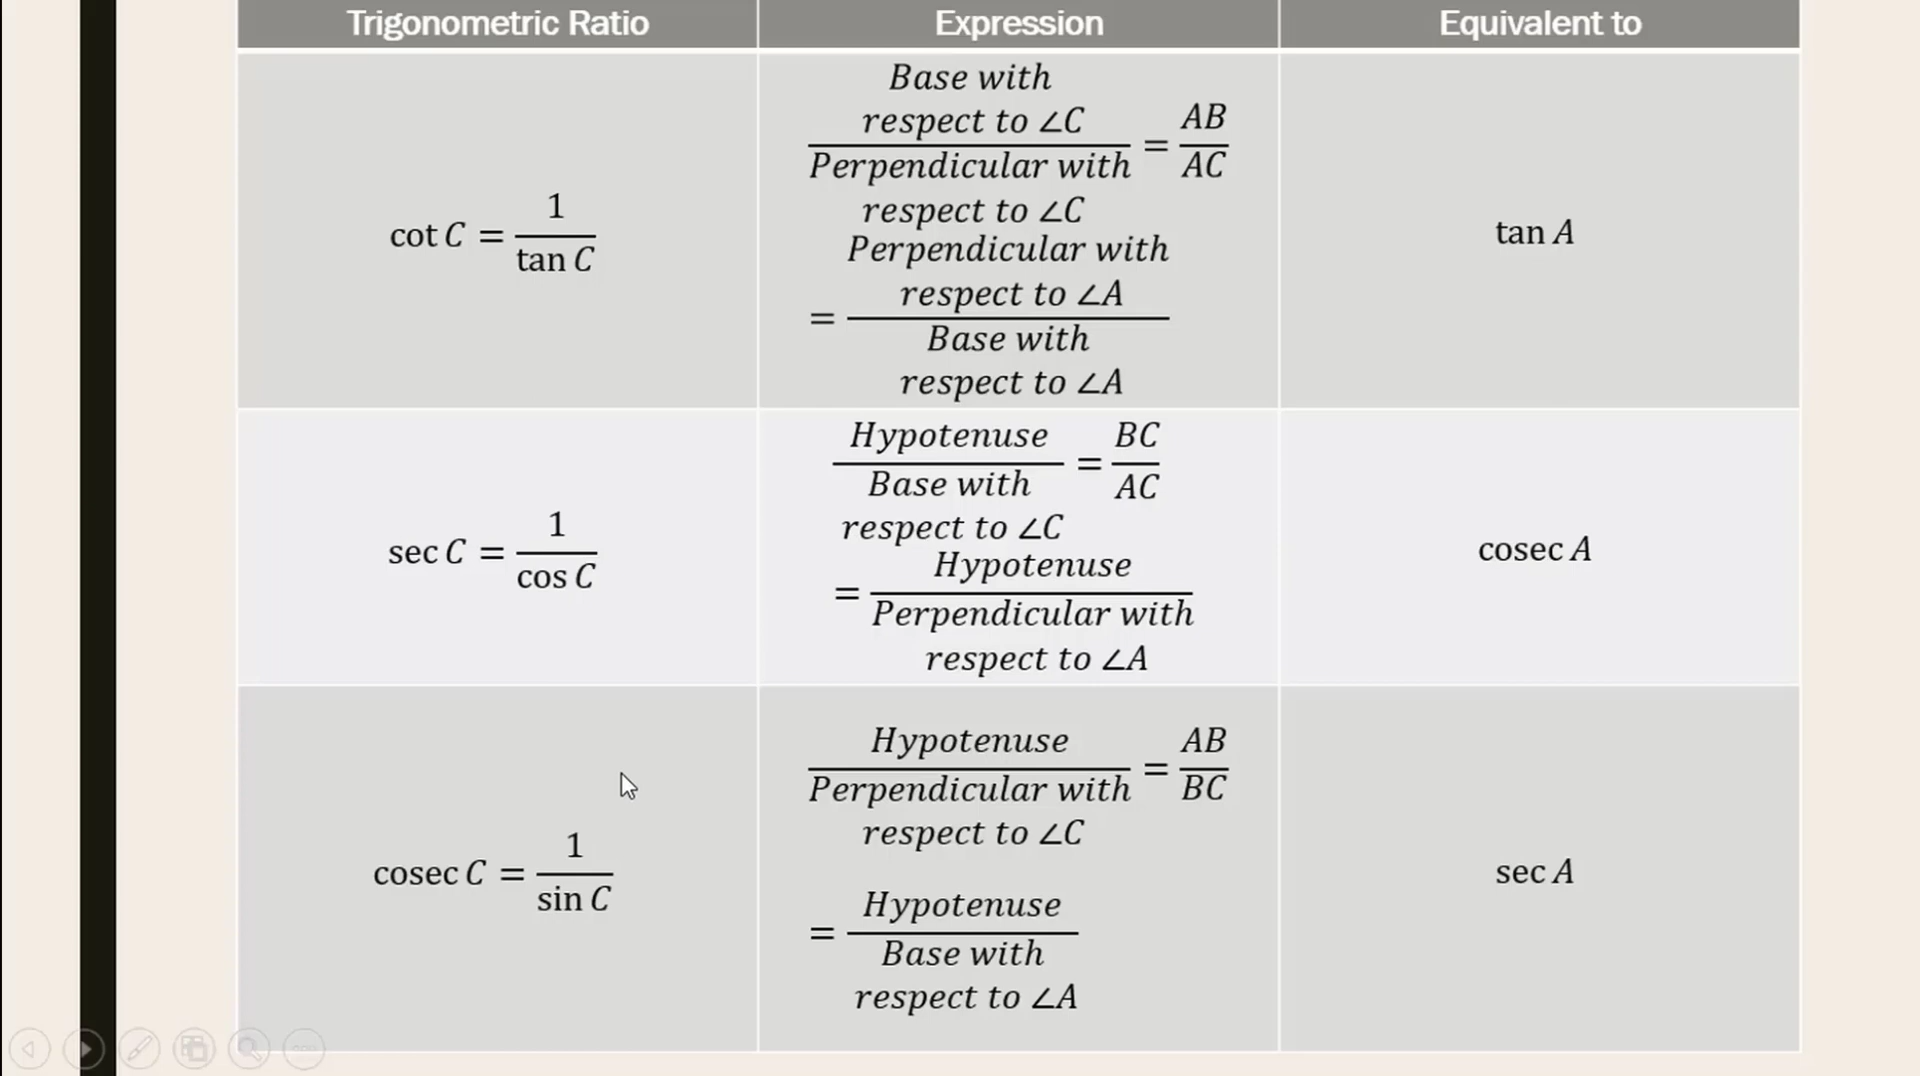 Trigonometric Ratio Expression Equivalent to
cot C = 1 / tan C
Base with
respect to ∠C
Perpendicular with
respect to ∠C
= AB / AC
Perpendicular with
respect to ∠A
=
Base with
respect to ∠A
tan A
sec C = 1 / cos C
Hypotenuse
Base with
respect to ∠C
= BC / AC
Hypotenuse
=
Perpendicular with
respect to ∠A
cosec A
cosec C = 1 / sin C
Hypotenuse
Perpendicular with
respect to ∠C
= AB / BC
Hypotenuse
=
Base with
respect to ∠A
sec A